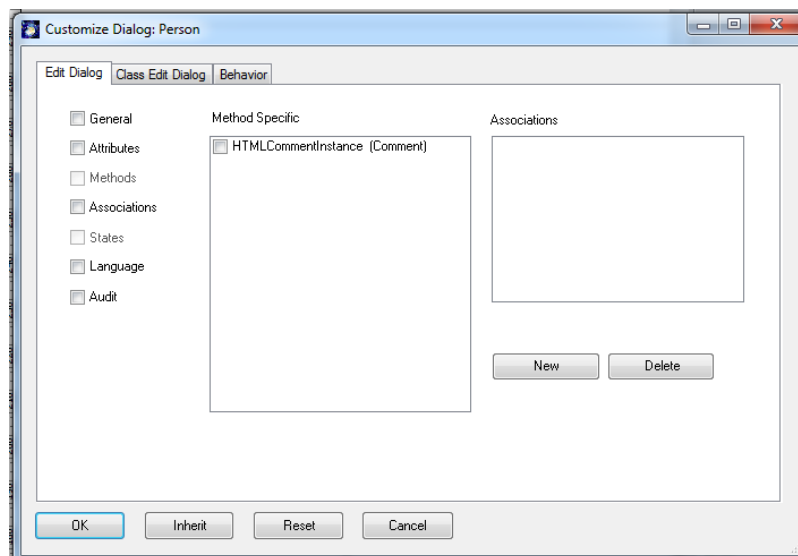 Customize Dialog: Person
Edit Dialog Class Edit Dialog Behavior
General
Attributes
Methods
Associations
States
Language
Audit
Method Specific
HTMLCommentInstance (Comment)
Associations
New Delete
OK Inherit Reset Cancel